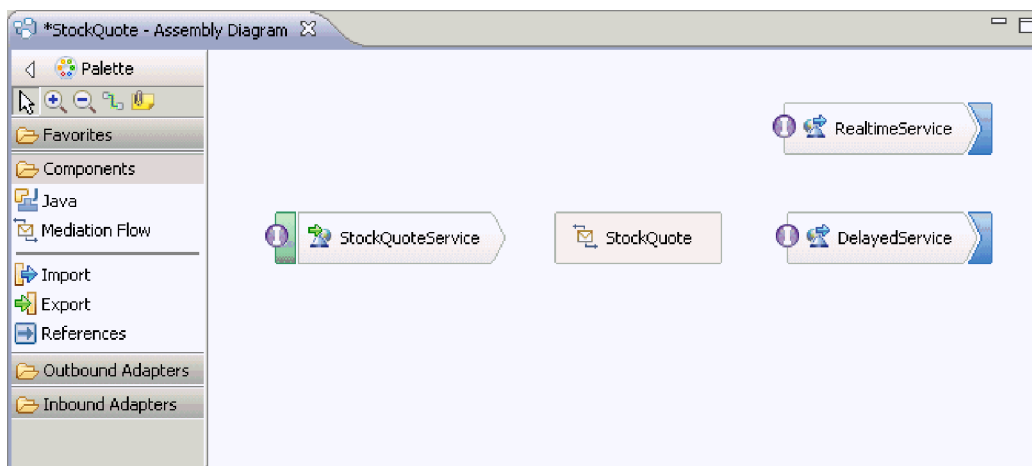 *StockQuote - Assembly Diagram
Palette
Favorites
Components
Java
Mediation Flow
Import
Export
References
Outbound Adapters
Inbound Adapters
RealtimeService
StockQuoteService
StockQuote
DelayedService